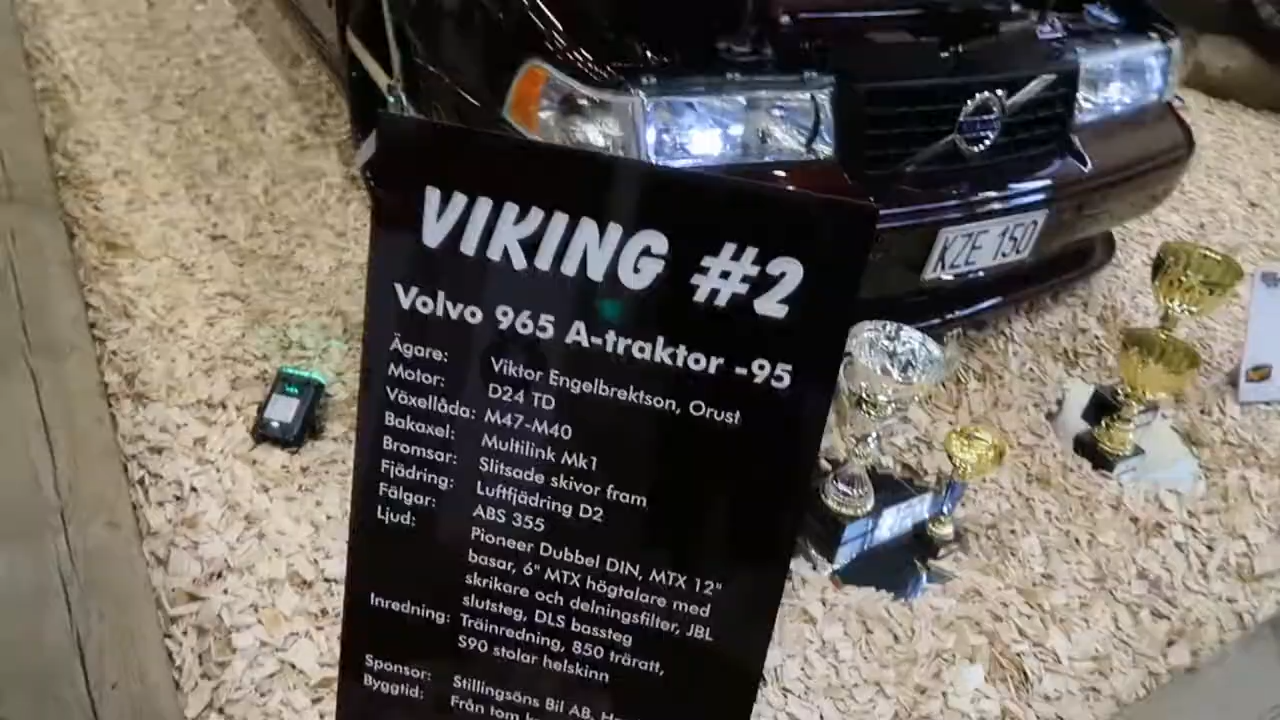 VIKING #2
Volvo 965 A-traktor -95
Ägare: Viktor Engelbrektson, Orust
Motor: D24 TD
Växellåda: M47-M40
Bakaxel: Multilink Mk1
Bromsar: Slitsade skivor fram
Fjädring: Luftfjädring D2
Fälgar: ABS 355
Ljud: Pioneer Dubbel DIN, MTX 12"
basar, 6" MTX högtalare med
skrikare och delningsfilter, JBL
slutsteg, DLS bassteg
Inredning: Träinredning, 850 träratt,
S90 stolar helskinn
Sponsor: Stillingsöns Bil AB,
Byggtid: Från tom
KZE 150